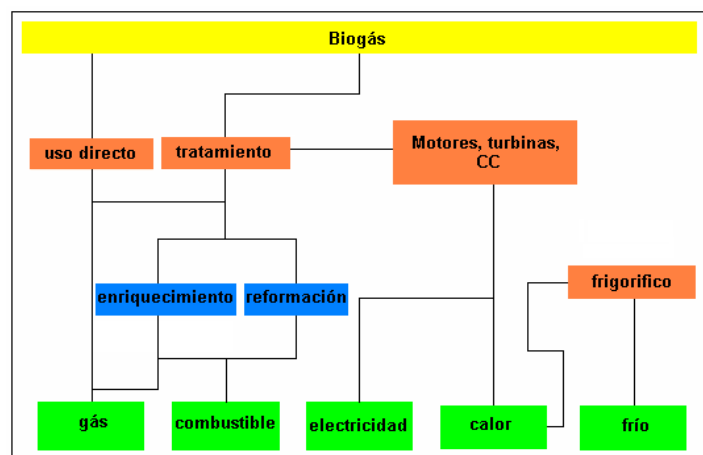 Biogás
uso directo
tratamiento
Motores, turbinas,
CC
enriquecimiento
reformación
frigorifico
gás
combustible
electricidad
calor
frío